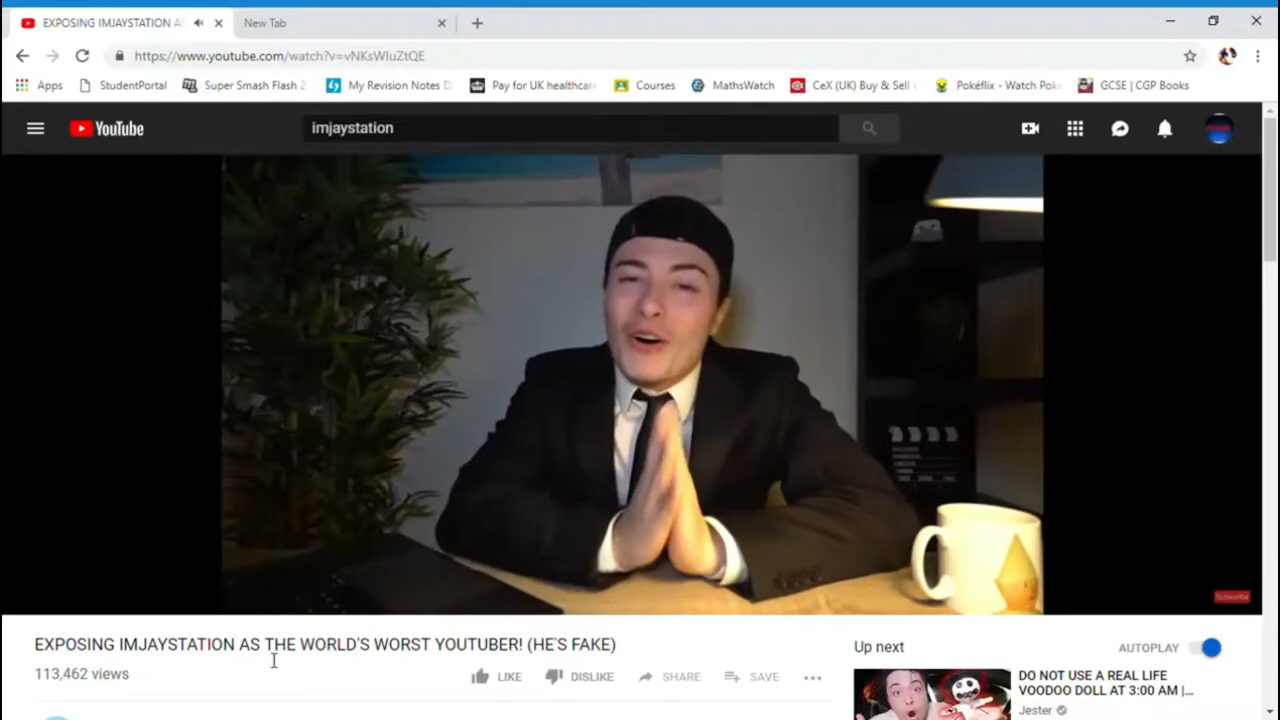 EXPOSING IMJAYSTATION AS
New Tab
https://www.youtube.com/watch?v=vNKsWIuZtQE
Apps StudentPortal Super Smash Flash 2 My Revision Notes D Pay for UK healthcare Courses MathsWatch CeX (UK) Buy & Sell Pokéflix - Watch Pok GCSE | CGP Books
YouTube
imjaystation
Subscribe
EXPOSING IMJAYSTATION AS THE WORLD'S WORST YOUTUBER! (HE'S FAKE)
113,462 views
LIKE DISLIKE SHARE SAVE
Up next
AUTOPLAY
DO NOT USE A REAL LIFE
VOODOO DOLL AT 3:00 AM |...
Jester